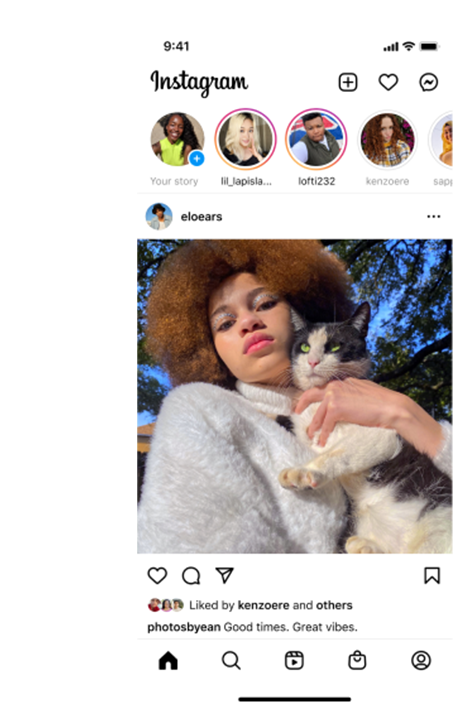 9:41
Instagram
Your story lil_lapisla... lofti232 kenzoere sapp
eloears
Liked by kenzoere and others
photosbyean Good times. Great vibes.